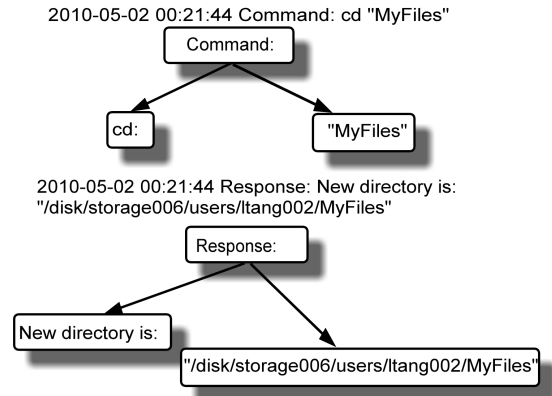 2010-05-02 00:21:44 Command: cd "MyFiles"
Command:
cd:
"MyFiles"
2010-05-02 00:21:44 Response: New directory is:
"/disk/storage006/users/ltang002/MyFiles"
Response:
New directory is:
"/disk/storage006/users/ltang002/MyFiles"